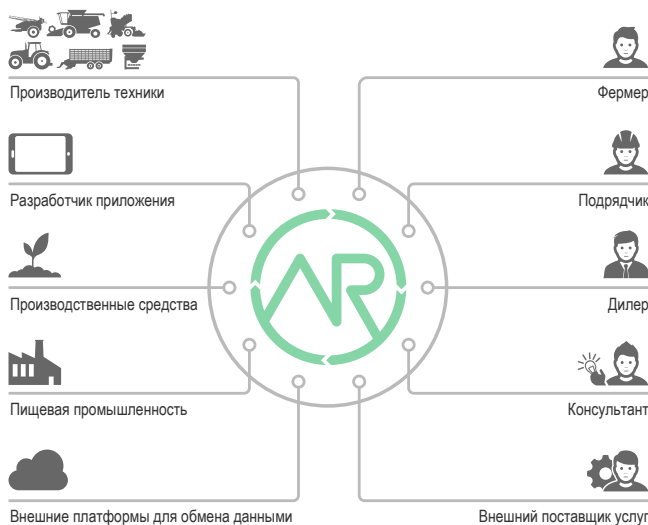 Производитель техники
Фермер
Разработчик приложения
Подрядчик
Производственные средства
Дилер
AR
Пищевая промышленность
Консультант
Внешние платформы для обмена данными
Внешний поставщик услуг